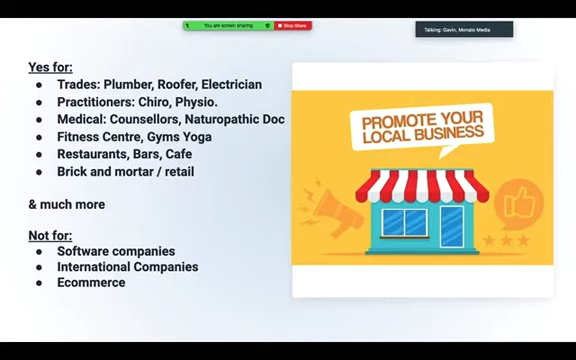 You are screen sharing
Stop Share
Talking: Gavin, Monalo Media
Yes for:
● Trades: Plumber, Roofer, Electrician
● Practitioners: Chiro, Physio.
● Medical: Counsellors, Naturopathic Doc
● Fitness Centre, Gyms Yoga
● Restaurants, Bars, Cafe
● Brick and mortar / retail
& much more
Not for:
● Software companies
● International Companies
● Ecommerce
PROMOTE YOUR
LOCAL BUSINESS